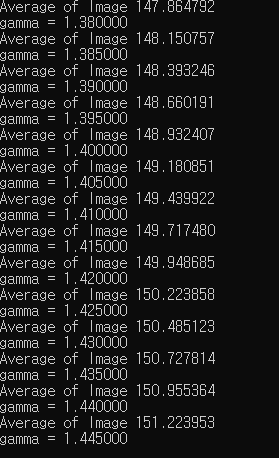 Average of Image 147.864792
gamma = 1.380000
Average of Image 148.150757
gamma = 1.385000
Average of Image 148.393246
gamma = 1.390000
Average of Image 148.660191
gamma = 1.395000
Average of Image 148.932407
gamma = 1.400000
Average of Image 149.180851
gamma = 1.405000
Average of Image 149.439922
gamma = 1.410000
Average of Image 149.717480
gamma = 1.415000
Average of Image 149.948685
gamma = 1.420000
Average of Image 150.223858
gamma = 1.425000
Average of Image 150.485123
gamma = 1.430000
Average of Image 150.727814
gamma = 1.435000
Average of Image 150.955364
gamma = 1.440000
Average of Image 151.223953
gamma = 1.445000